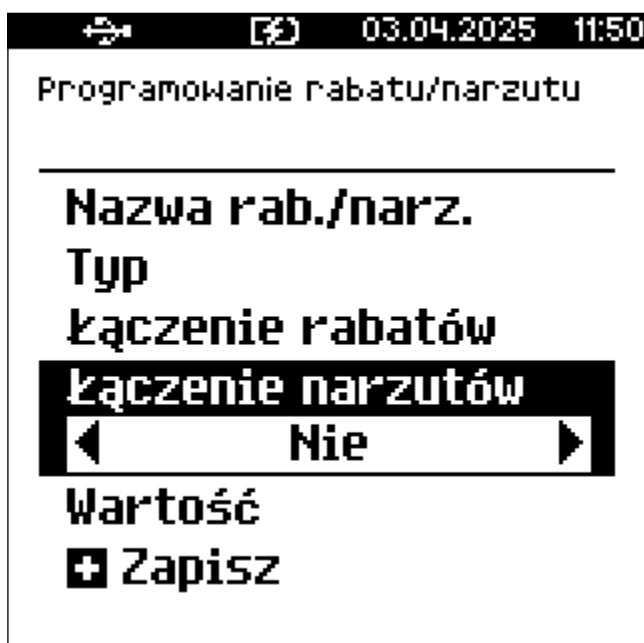 03.04.2025 11:50
Programowanie rabatu/narzutu
Nazwa rab./narz.
Typ
Łączenie rabatów
Łączenie narzutów
Nie
Wartość
Zapisz